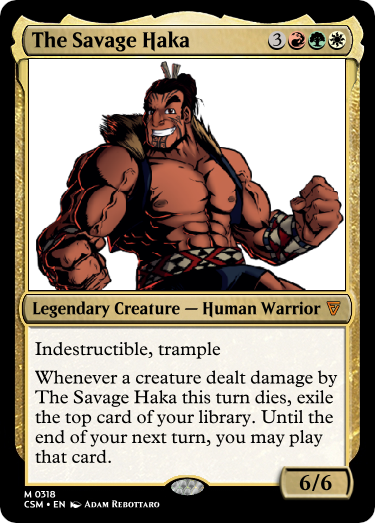 The Savage Haka 3
Legendary Creature — Human Warrior
Indestructible, trample
Whenever a creature dealt damage by
The Savage Haka this turn dies, exile
the top card of your library. Until the
end of your next turn, you may play
that card.
6/6
M 0318
CSM • EN Adam Rebottaro